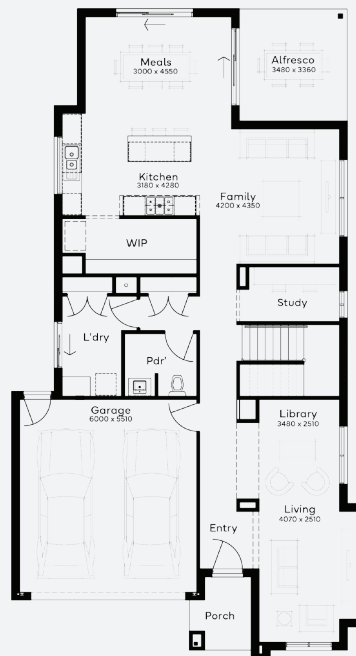 Meals
3000 x 4550
Alfresco
3480 x 3360
Kitchen
3180 x 4280
Family
4200 x 4350
WIP
Study
L'dry
Pdr'
Garage
6000 x 5510
Library
3480 x 2510
Living
4070 x 2510
Entry
Porch